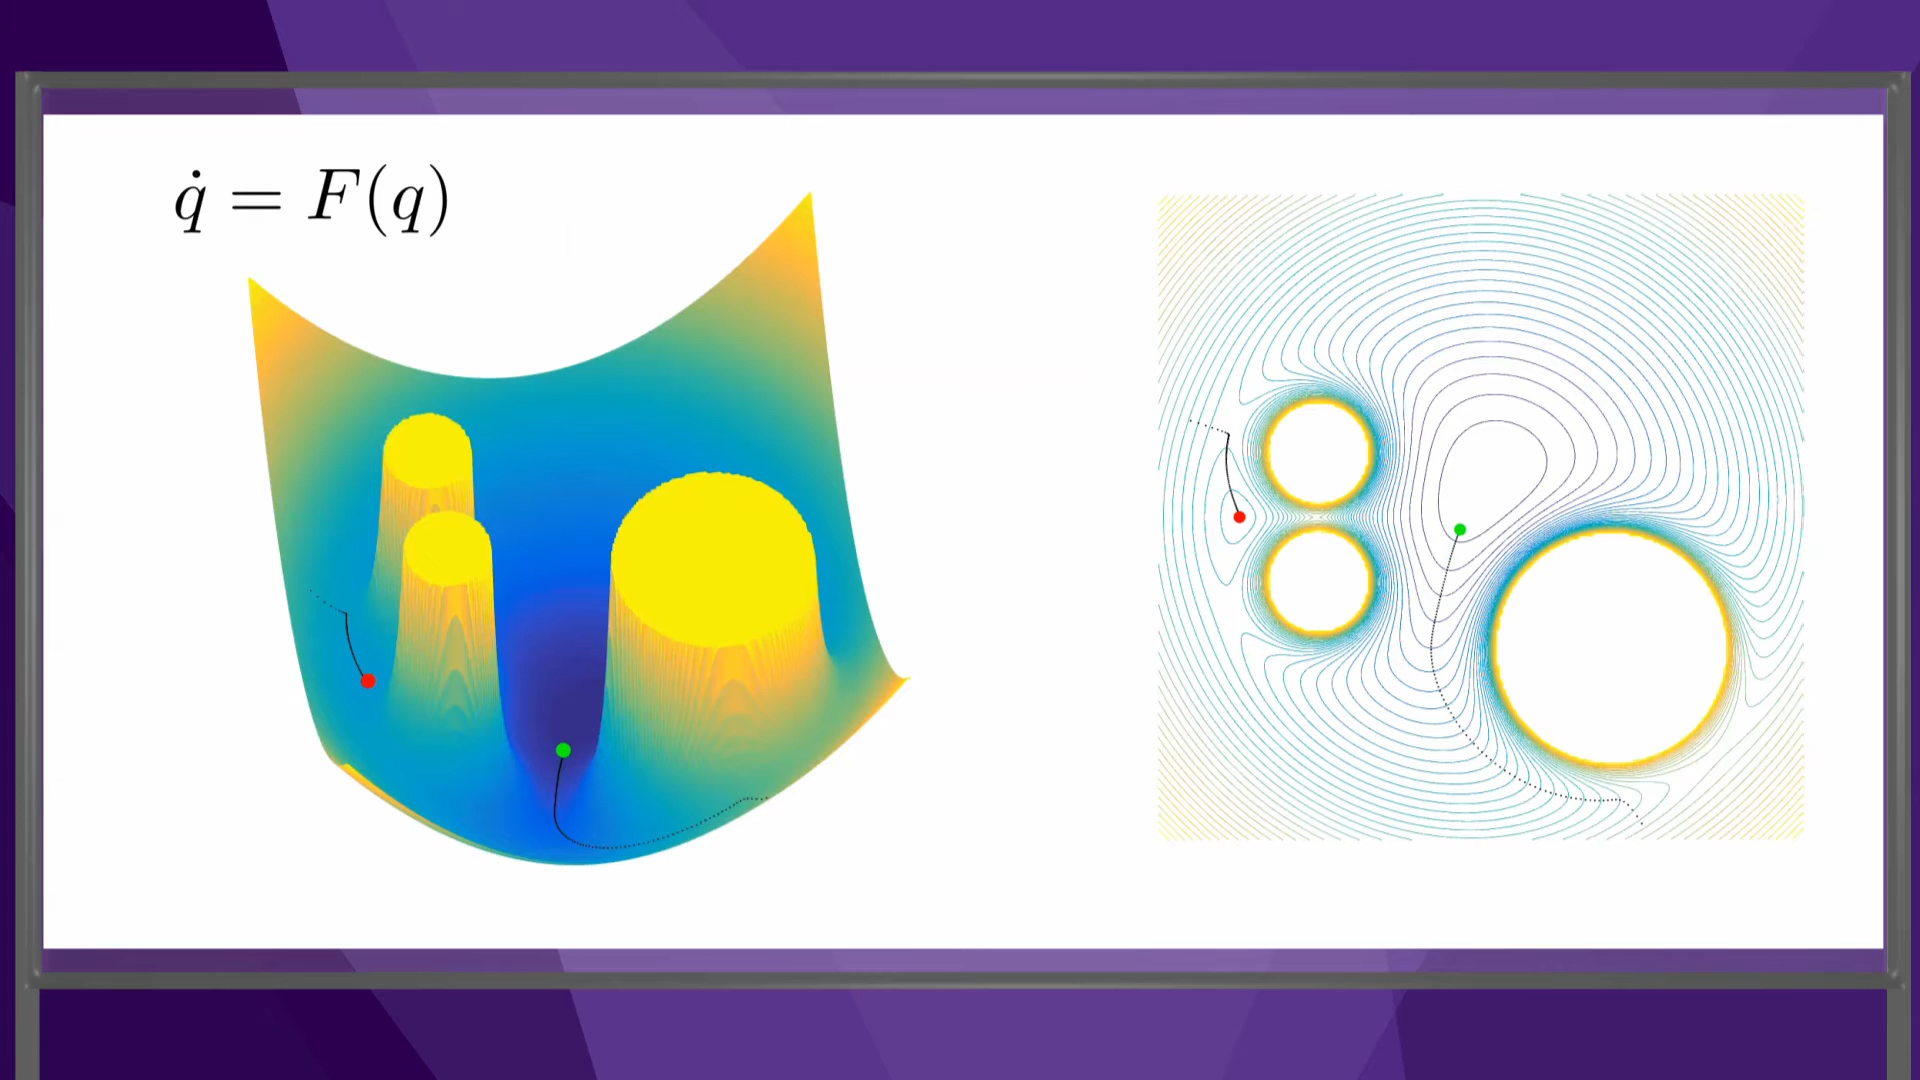 q̇ = F(q)